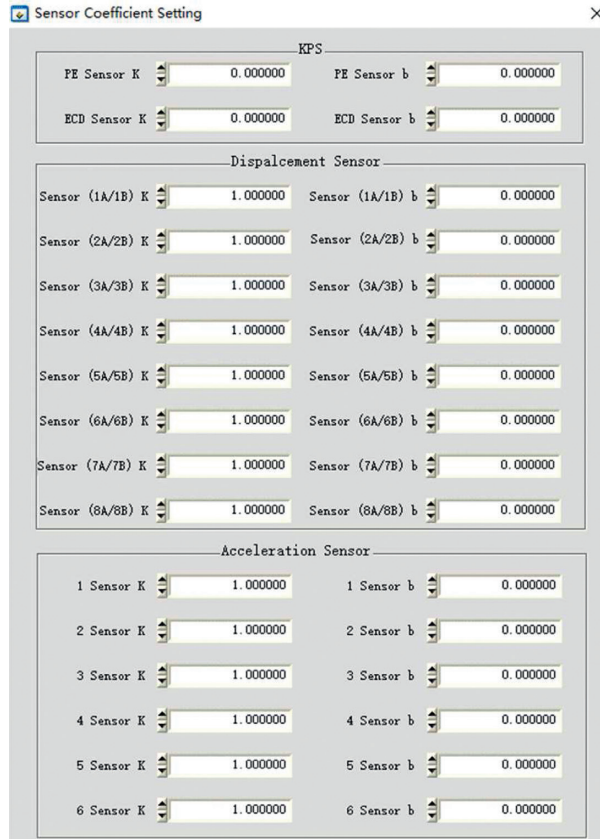 Sensor Coefficient Setting
KPS
PE Sensor K 0.000000 PE Sensor b 0.000000
ECD Sensor K 0.000000 ECD Sensor b 0.000000
Dispalcement Sensor
Sensor (1A/1B) K 1.000000 Sensor (1A/1B) b 0.000000
Sensor (2A/2B) K 1.000000 Sensor (2A/2B) b 0.000000
Sensor (3A/3B) K 1.000000 Sensor (3A/3B) b 0.000000
Sensor (4A/4B) K 1.000000 Sensor (4A/4B) b 0.000000
Sensor (5A/5B) K 1.000000 Sensor (5A/5B) b 0.000000
Sensor (6A/6B) K 1.000000 Sensor (6A/6B) b 0.000000
Sensor (7A/7B) K 1.000000 Sensor (7A/7B) b 0.000000
Sensor (8A/8B) K 1.000000 Sensor (8A/8B) b 0.000000
Acceleration Sensor
1 Sensor K 1.000000 1 Sensor b 0.000000
2 Sensor K 1.000000 2 Sensor b 0.000000
3 Sensor K 1.000000 3 Sensor b 0.000000
4 Sensor K 1.000000 4 Sensor b 0.000000
5 Sensor K 1.000000 5 Sensor b 0.000000
6 Sensor K 1.000000 6 Sensor b 0.000000